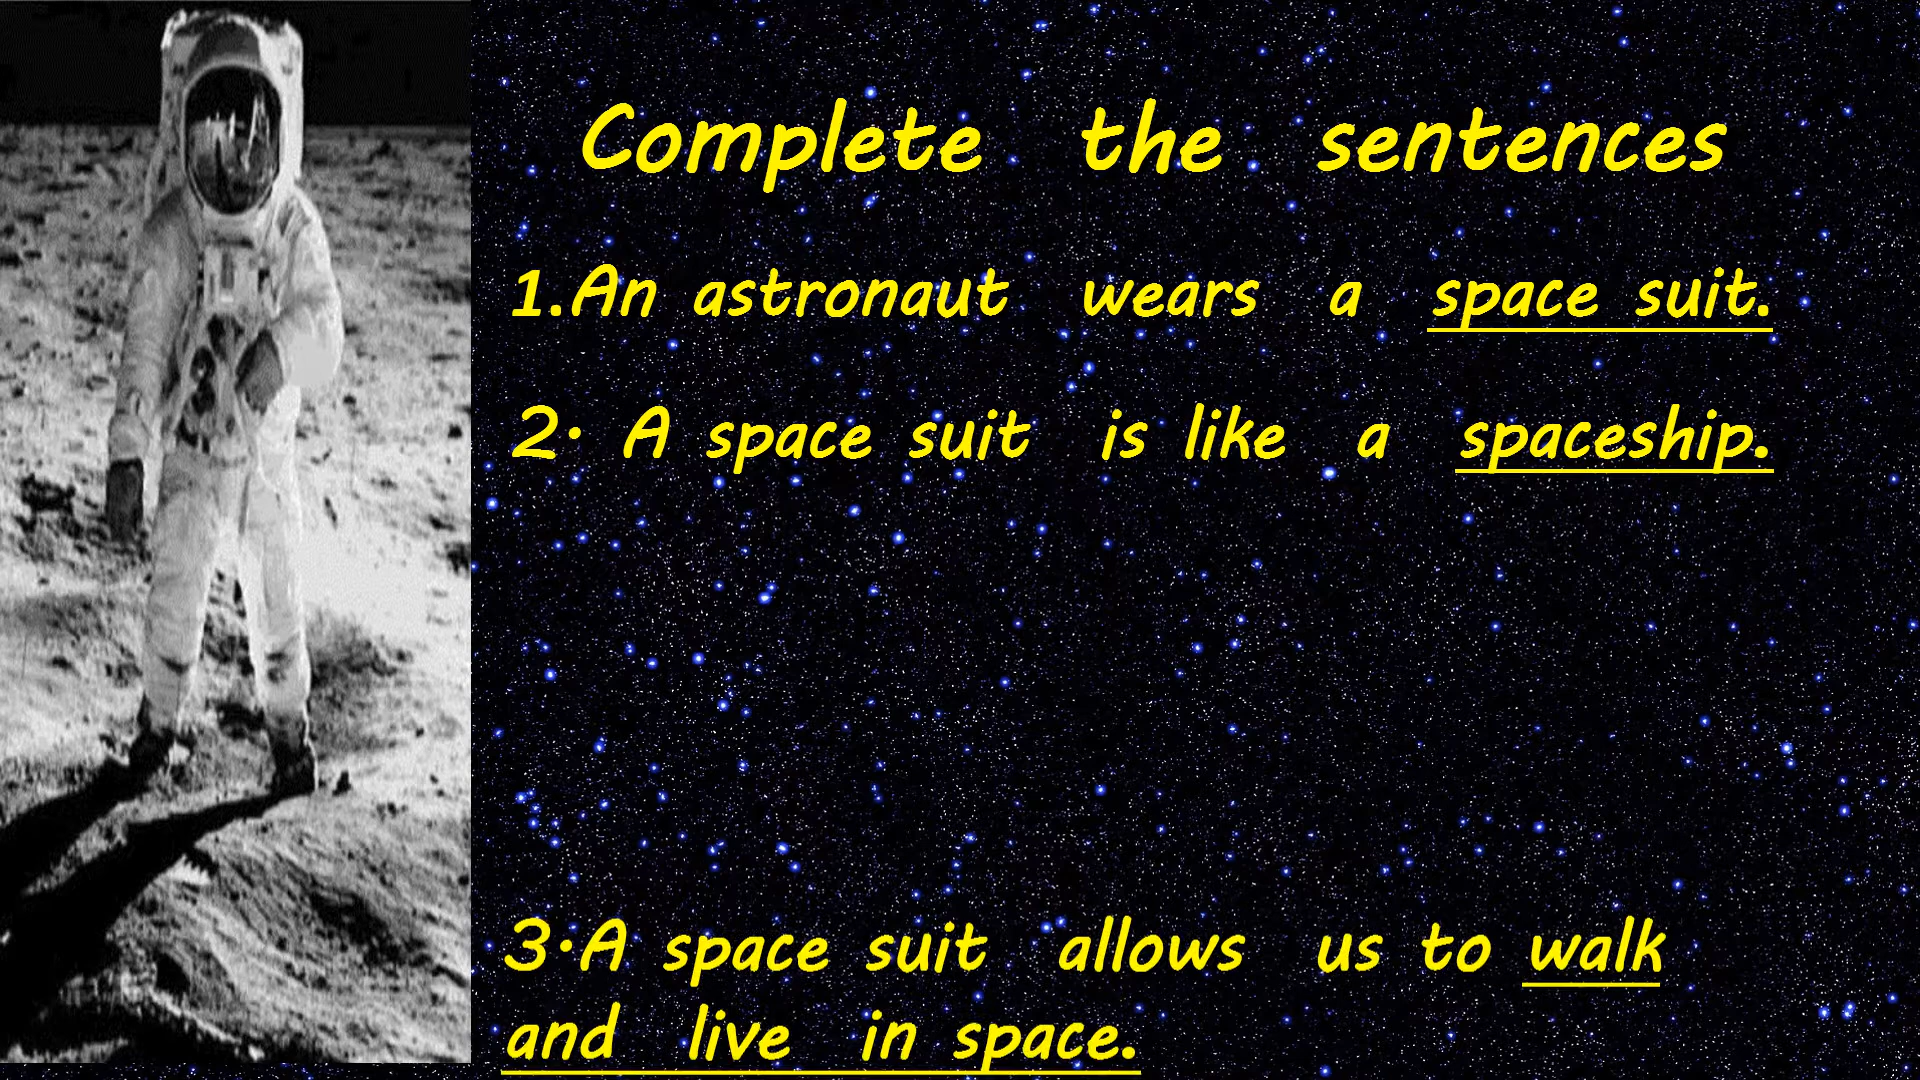 Complete the sentences
1.An astronaut wears a space suit.
2. A space suit is like a spaceship.
3.A space suit allows us to walk
and live in space.